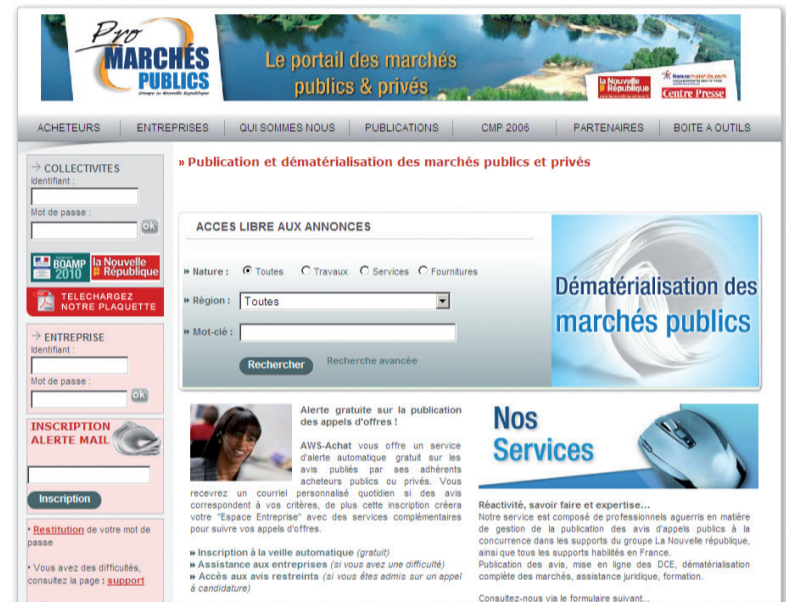 Pro
MARCHÉS
PUBLICS
Groupe La Nouvelle République
Le portail des marchés
publics & privés
la Nouvelle
République
francemarchés.com
Centre Presse
ACHETEURS
ENTREPRISES
QUI SOMMES NOUS
PUBLICATIONS
CMP 2006
PARTENAIRES
BOITE A OUTILS
COLLECTIVITES
Identifiant :
Mot de passe :
ok
BOAMP
2010
la Nouvelle
République
TELECHARGEZ
NOTRE PLAQUETTE
ENTREPRISE
Identifiant :
Mot de passe :
ok
INSCRIPTION
ALERTE MAIL
Inscription
• Restitution de votre mot de
passe
• Vous avez des difficultés,
consultez la page : support
» Publication et dématérialisation des marchés publics et privés
ACCES LIBRE AUX ANNONCES
» Nature : Toutes Travaux Services Fournitures
» Région : Toutes
» Mot-clé :
Rechercher Recherche avancée
Dématérialisation des
marchés publics
Alerte gratuite sur la publication
des appels d'offres !
AWS-Achat vous offre un service
d'alerte automatique gratuit sur les
avis publiés par ses adhérents
acheteurs publics ou privés. Vous
recevrez un courriel personnalisé quotidien si des avis
correspondent à vos critères, de plus cette inscription créera
votre "Espace Entreprise" avec des services complémentaires
pour suivre vos appels d'offres.
» Inscription à la veille automatique (gratuit)
» Assistance aux entreprises (si vous avez une difficulté)
» Accès aux avis restreints (si vous êtes admis sur un appel
à candidature)
Nos
Services
Réactivité, savoir faire et expertise...
Notre service est composé de professionnels aguerris en matière
de gestion de la publication des avis d'appels publics à la
concurrence dans les supports du groupe La Nouvelle république,
ainsi que tous les supports habilités en France.
Publication des avis, mise en ligne des DCE, dématérialisation
complète des marchés, assistance juridique, formation.
Consultez-nous via le formulaire suivant...